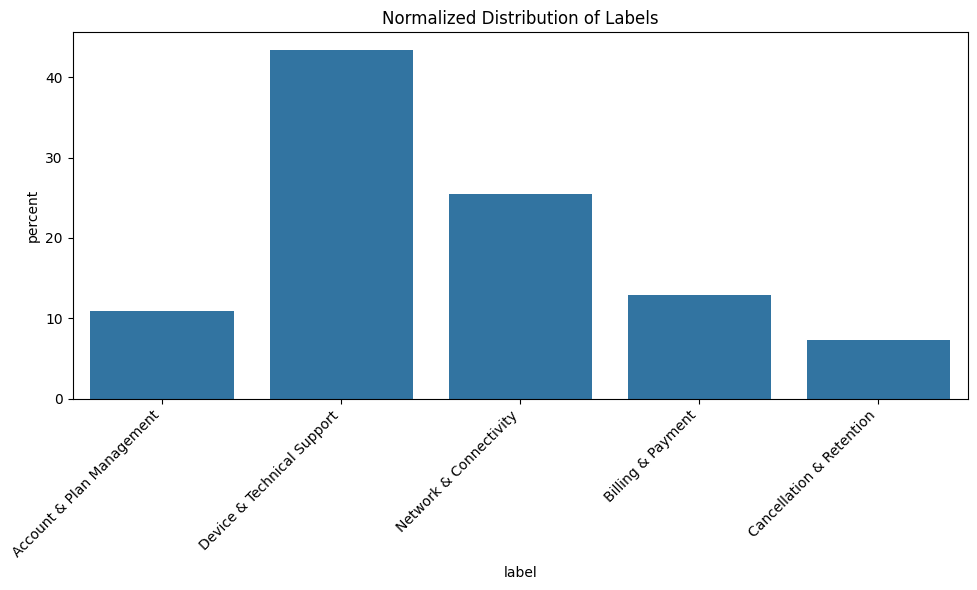 Normalized Distribution of Labels
percent
40
30
20
10
0
Account & Plan Management
Device & Technical Support
Network & Connectivity
Billing & Payment
Cancellation & Retention
label